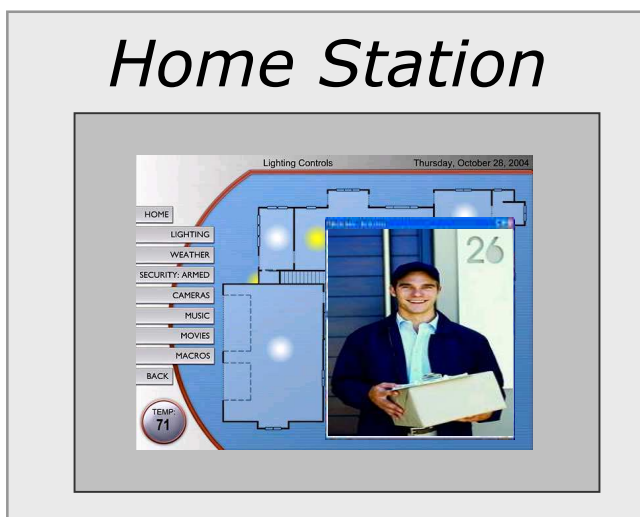 Home Station
Lighting Controls
Thursday, October 28, 2004
HOME
LIGHTING
WEATHER
SECURITY: ARMED
CAMERAS
MUSIC
MOVIES
MACROS
BACK
TEMP:
71
26